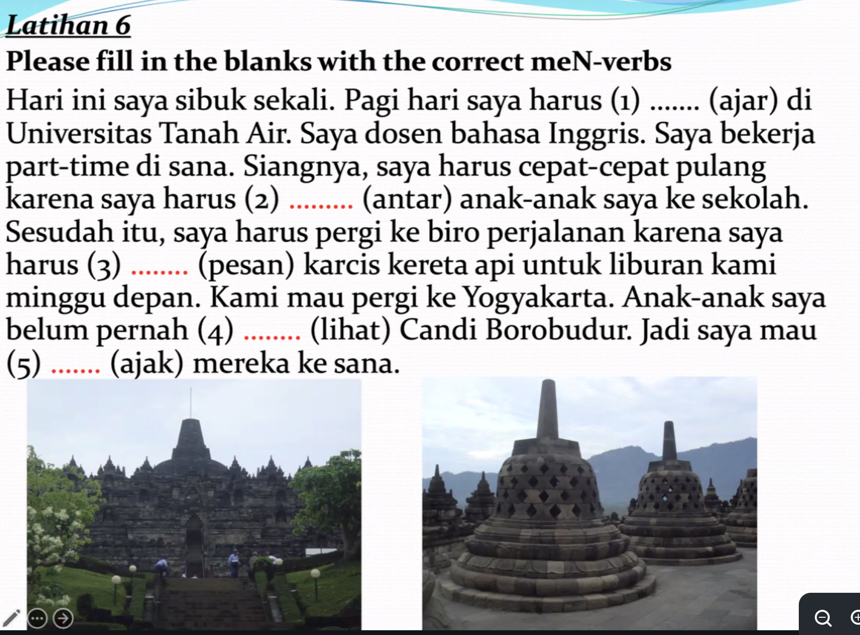 Latihan 6
Please fill in the blanks with the correct meN-verbs
Hari ini saya sibuk sekali. Pagi hari saya harus (1) ....... (ajar) di
Universitas Tanah Air. Saya dosen bahasa Inggris. Saya bekerja
part-time di sana. Siangnya, saya harus cepat-cepat pulang
karena saya harus (2) ......... (antar) anak-anak saya ke sekolah.
Sesudah itu, saya harus pergi ke biro perjalanan karena saya
harus (3) ........ (pesan) karcis kereta api untuk liburan kami
minggu depan. Kami mau pergi ke Yogyakarta. Anak-anak saya
belum pernah (4) ........ (lihat) Candi Borobudur. Jadi saya mau
(5) ....... (ajak) mereka ke sana.